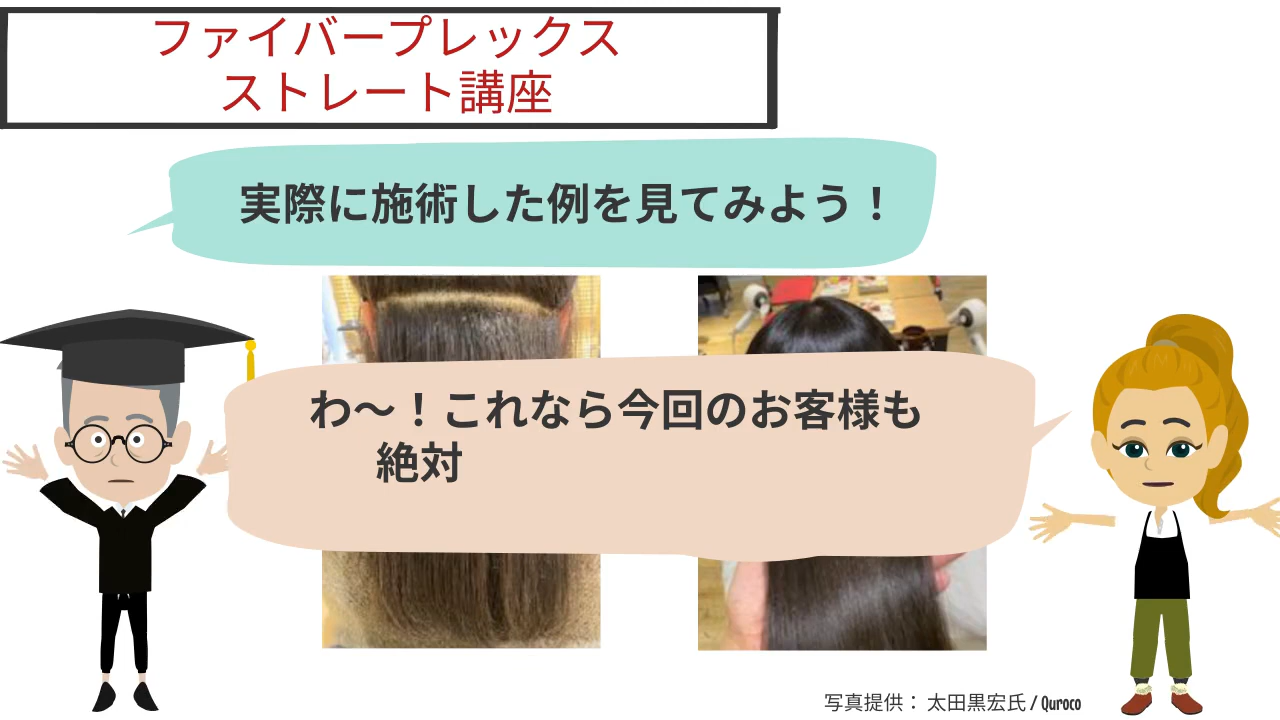 ファイバープレックス
ストレート講座
実際に施術した例を見てみよう！
わ～！これなら今回のお客様も
絶対
写真提供： 太田黒宏氏 / Quroco